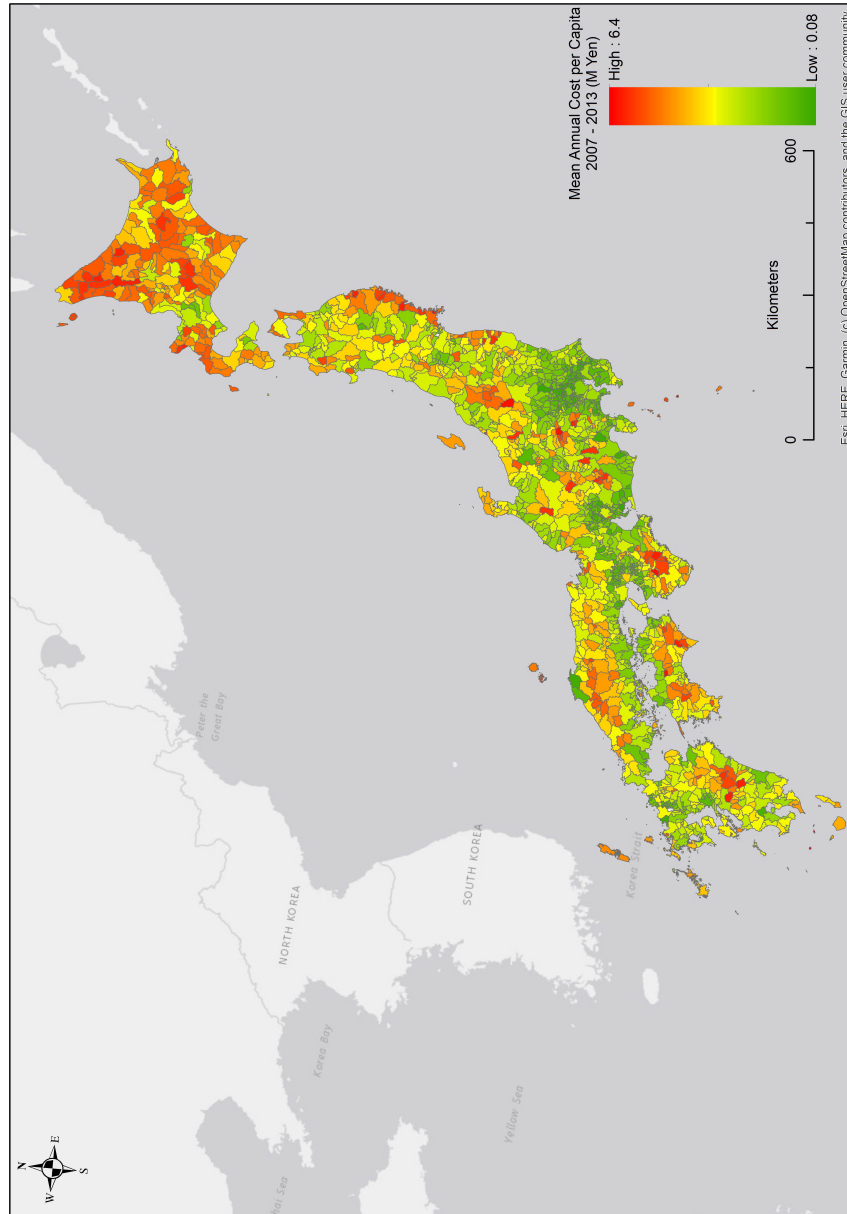 N
W
E
S
Peter the
Great Bay
NORTH KOREA
SOUTH KOREA
Korea Bay
Korea Strait
Yellow Sea
hai Sea
Mean Annual Cost per Capita
2007 - 2013 (M Yen)
High : 6.4
Low : 0.08
0
600
Kilometers
Esri, HERE, Garmin, (c) OpenStreetMap contributors, and the GIS user community